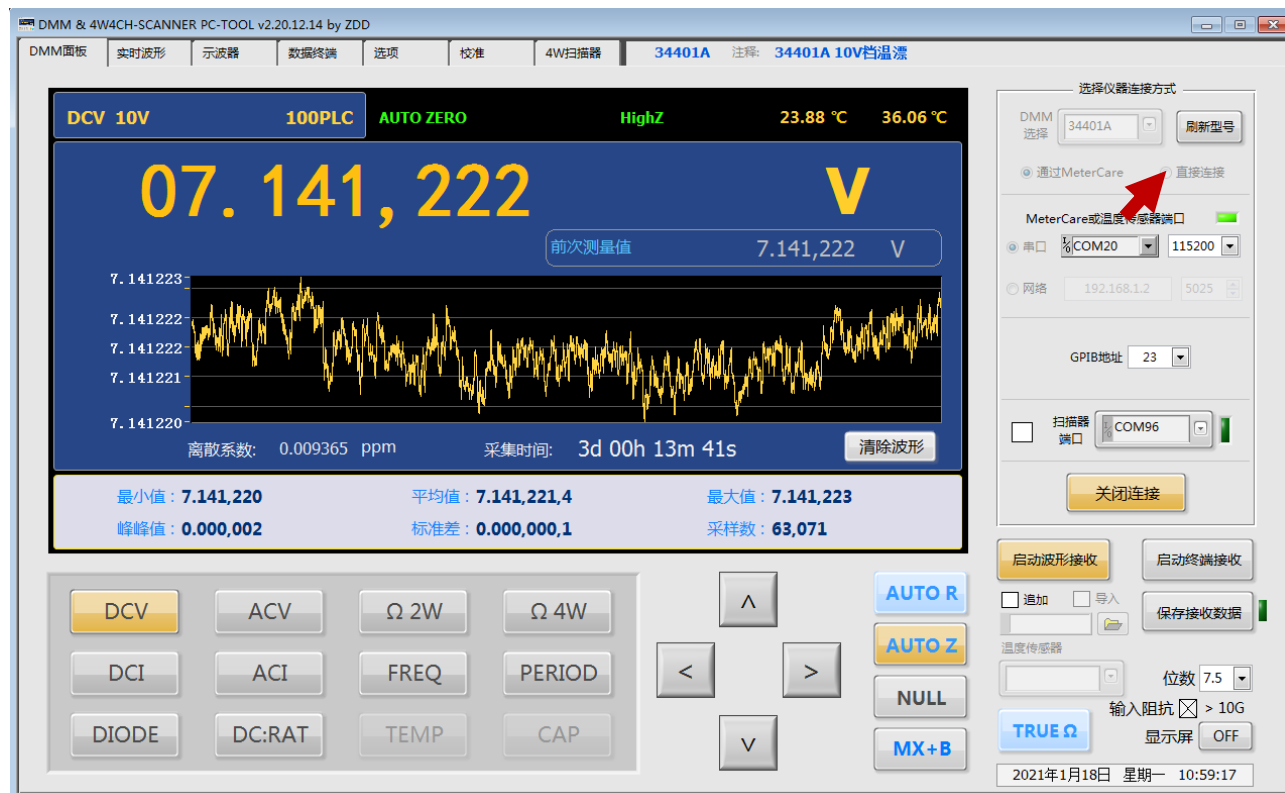 DMM & 4W4CH-SCANNER PC-TOOL v2.20.12.14 by ZDD
DMM面板 实时波形 示波器 数据终端 选项 校准 4W扫描器 34401A 注释: 34401A 10V档温漂
DCV 10V 100PLC AUTO ZERO HighZ 23.88 ℃ 36.06 ℃
07.141,222 V
前次测量值 7.141,222 V
7.141223
7.141222
7.141222
7.141221
7.141220
离散系数: 0.009365 ppm 采集时间: 3d 00h 13m 41s 清除波形
最小值：7.141,220 平均值：7.141,221,4 最大值：7.141,223
峰峰值：0.000,002 标准差：0.000,000,1 采样数：63,071
DCV ACV Ω 2W Ω 4W
DCI ACI FREQ PERIOD
DIODE DC:RAT TEMP CAP
< > ᐱ ᐯ
AUTO R
AUTO Z
NULL
MX+B
选择仪器连接方式
DMM
选择 34401A 刷新型号
通过MeterCare 直接连接
MeterCare或温度传感器端口
串口 COM20 115200
网络 192.168.1.2 5025
GPIB地址 23
扫描器
端口 COM96
关闭连接
启动波形接收 启动终端接收
追加 导入 保存接收数据
温度传感器
位数 7.5
输入阻抗 > 10G
TRUE Ω 显示屏 OFF
2021年1月18日 星期一 10:59:17